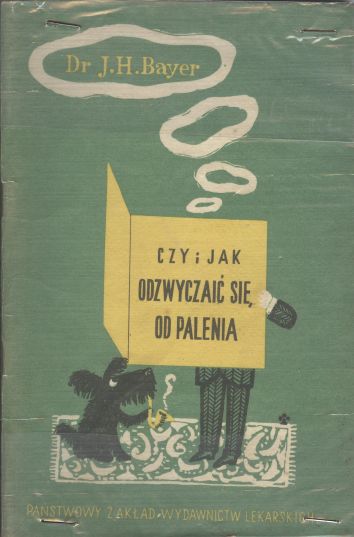 Dr J.H.Bayer
CZY i JAK
ODZWYCZAIĆ SIĘ
OD PALENIA
PAŃSTWOWY ZAKŁAD WYDAWNICTW LEKARSKICH